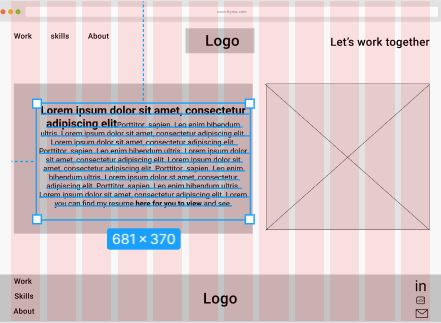 Work
skills
About
Logo
Let's work together
Lorem ipsum dolor sit amet, consectetur
adipiscing elit Porttitor, sapien. Leo enim bibendum,
ultris. Lorem ipsum dolor sit amet, consectetur adipiscing elit.
Lorem ipsum dolor sit amet, consectetur adipiscing elit.
Porttitor, sapien. Leo enim bibendum, ultris. Lorem ipsum dolor
sit amet, consectetur adipiscing elit. Lorem ipsum dolor sit
amet, consectetur adipiscing elit. Porttitor, sapien. Leo enim
bibendum, ultris. Lorem ipsum dolor sit amet, consectetur
adipiscing elit. Porttitor, sapien. Leo enim bibendum, ultris.
Lorem ipsum dolor sit amet, consectetur adipiscing elit. Lorem
you can find my resume here for you to view and see.
681 × 370
Work
Skills
About
Logo
in